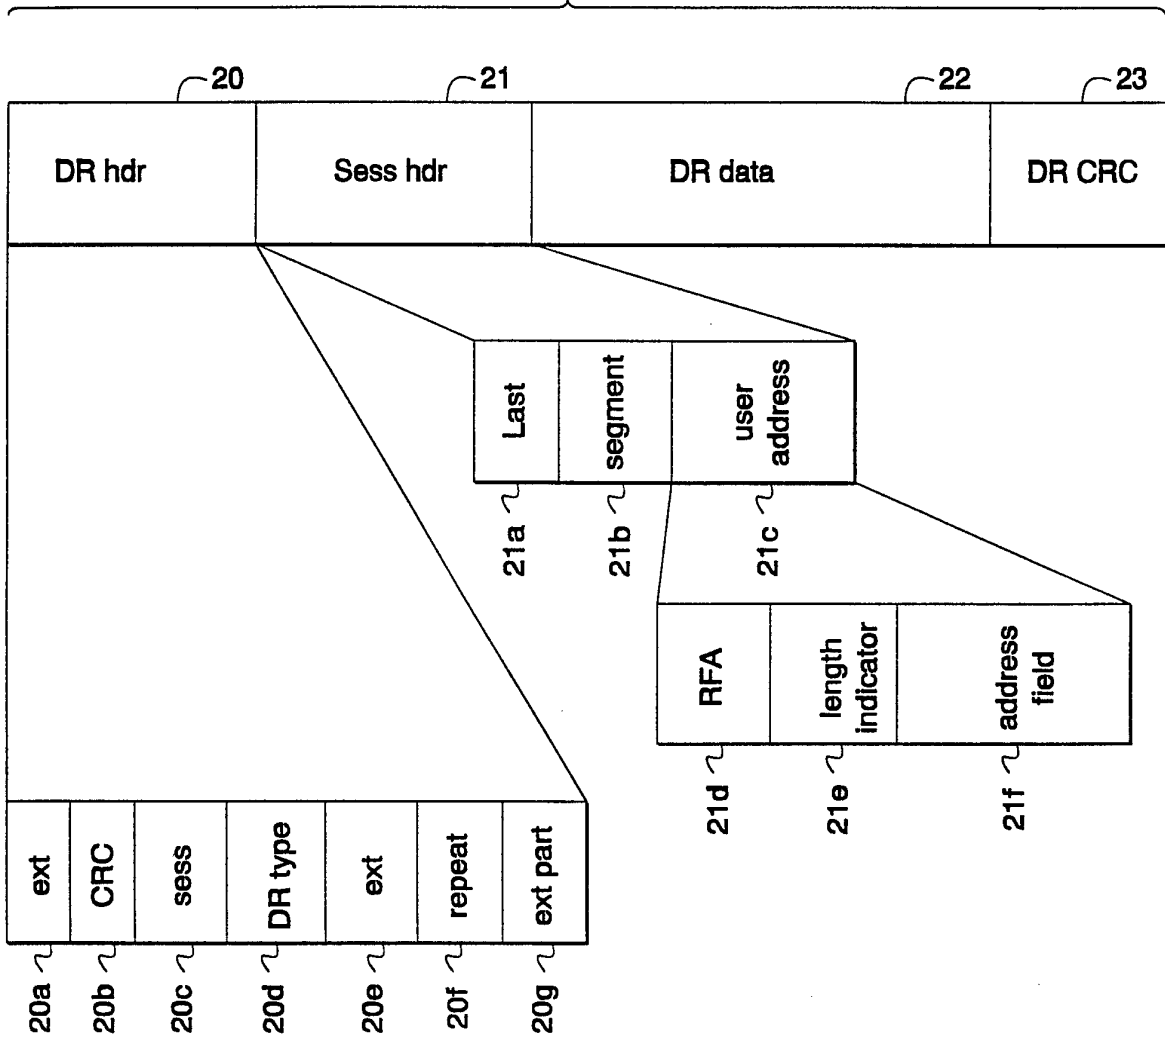 20
21
22
23
DR hdr
Sess hdr
DR data
DR CRC
Last
segment
user
address
21a
21b
21c
RFA
length
indicator
address
field
21d
21e
21f
ext
CRC
sess
DR type
ext
repeat
ext part
20a
20b
20c
20d
20e
20f
20g